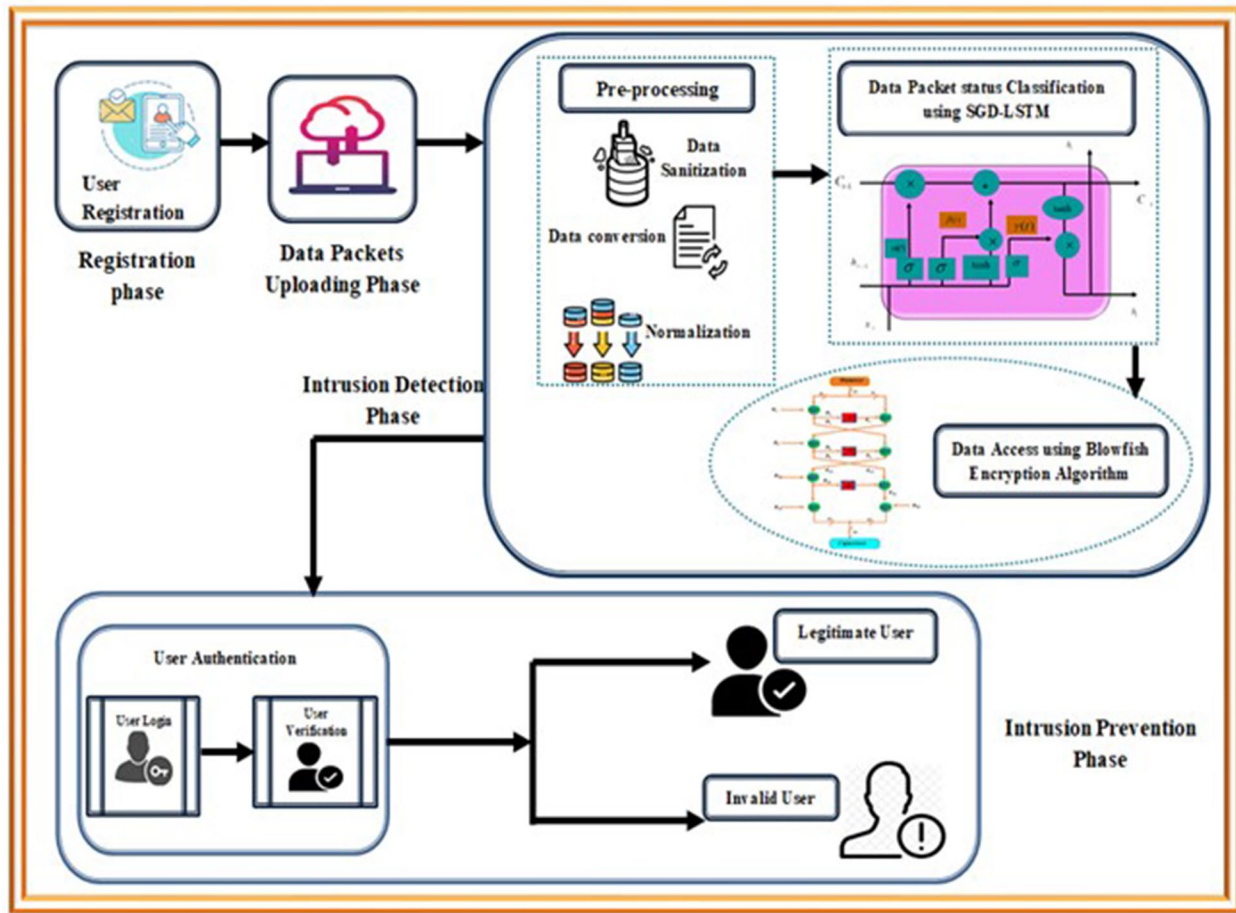 User
Registration
Registration
phase
Data Packets
Uploading Phase
Pre-processing
Data
Sanitization
Data conversion
Normalization
Data Packet status Classification
using SGD-LSTM
σ
σ
tanh
σ
tanh
Intrusion Detection
Phase
Data Access using Blowfish
Encryption Algorithm
User Authentication
User Login
User
Verification
Legitimate User
Invalid User
Intrusion Prevention
Phase